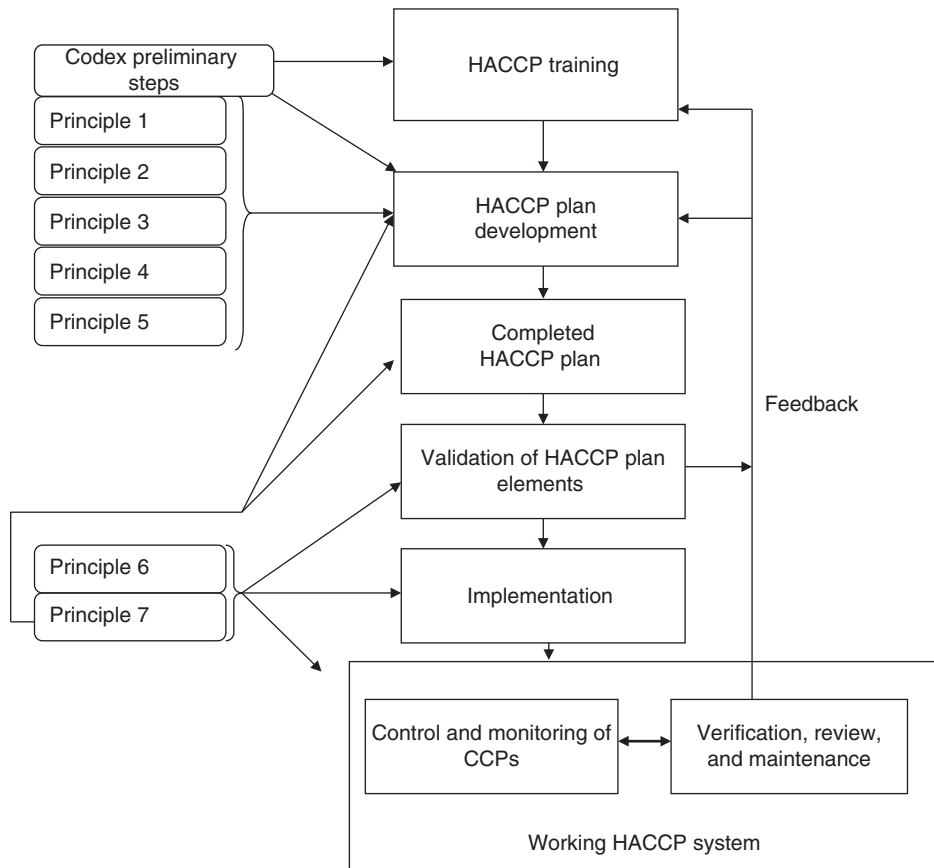 Codex preliminary
steps
Principle 1
Principle 2
Principle 3
Principle 4
Principle 5
Principle 6
Principle 7
HACCP training
HACCP plan
development
Completed
HACCP plan
Validation of HACCP plan
elements
Implementation
Feedback
Control and monitoring of
CCPs
Verification, review,
and maintenance
Working HACCP system